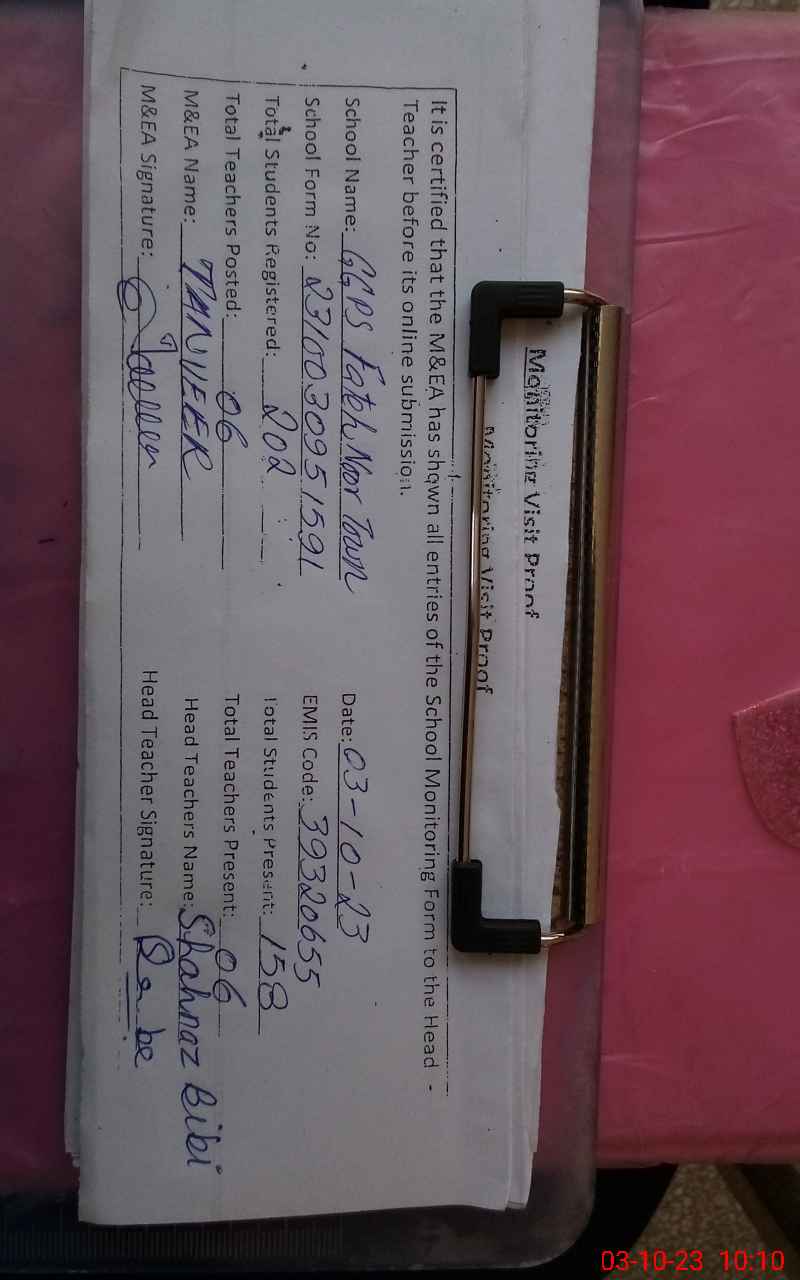 Monitoring Visit Proof
Monitoring Visit Proof
It is certified that the M&EA has shown all entries of the School Monitoring Form to the Head
Teacher before its online submission.
School Name: GGPS Fateh Noor Town Date: 03-10-23
School Form No: 2310030951591 EMIS Code: 39320655
Total Students Registered: 202 Total Students Present: 158
Total Teachers Posted: 06 Total Teachers Present: 06
M&EA Name: TANVEER Head Teachers Name: Shahnaz Bibi
M&EA Signature: Head Teacher Signature:
03-10-23 10:10